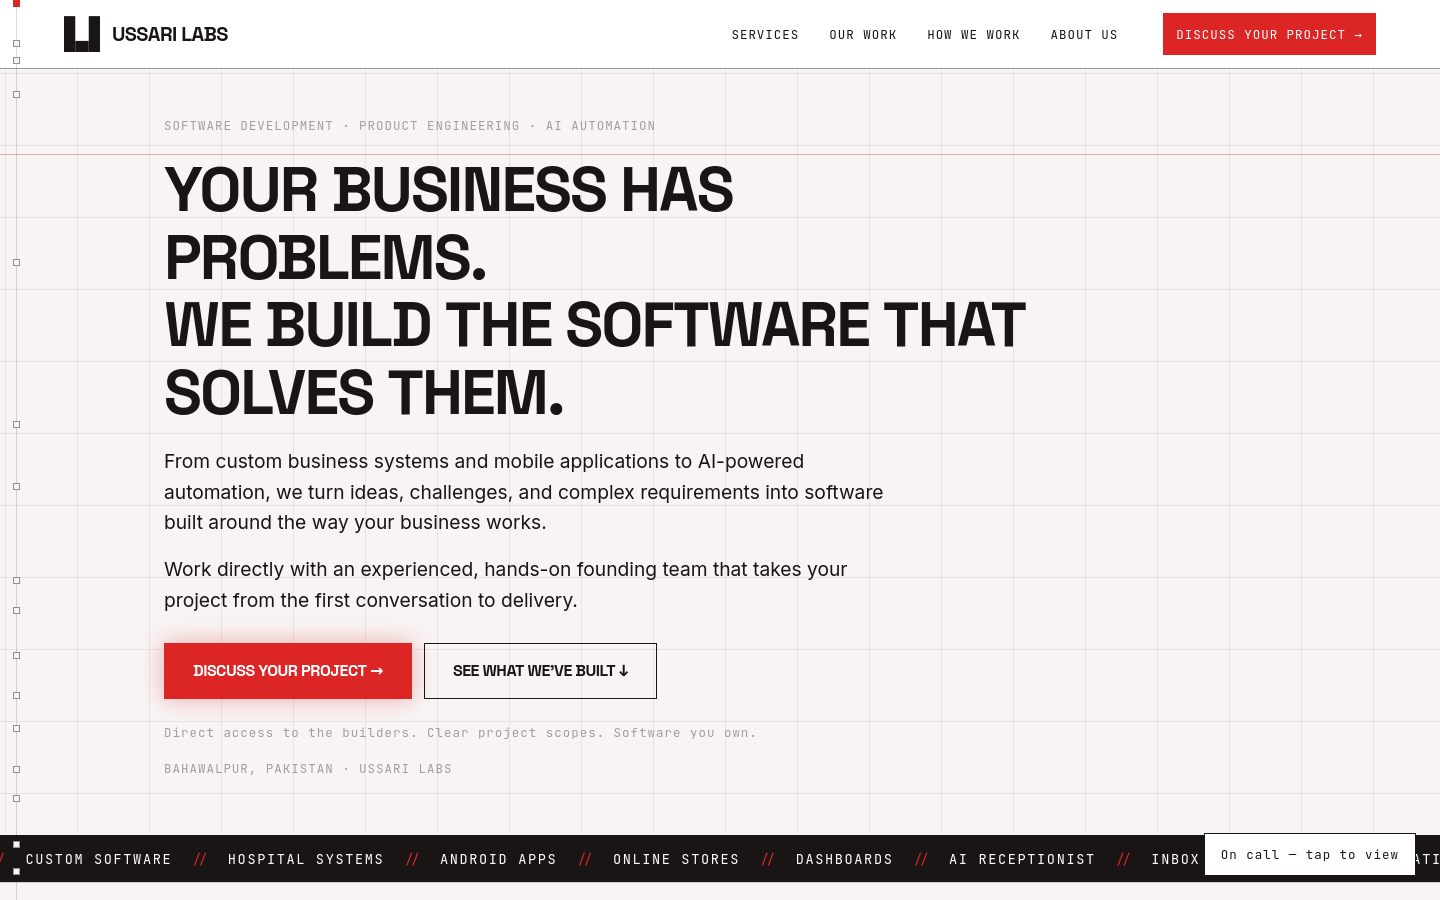 USSARI LABS
SERVICES
OUR WORK
HOW WE WORK
ABOUT US
DISCUSS YOUR PROJECT →
SOFTWARE DEVELOPMENT · PRODUCT ENGINEERING · AI AUTOMATION
YOUR BUSINESS HAS
PROBLEMS.
WE BUILD THE SOFTWARE THAT
SOLVES THEM.
From custom business systems and mobile applications to AI-powered
automation, we turn ideas, challenges, and complex requirements into software
built around the way your business works.
Work directly with an experienced, hands-on founding team that takes your
project from the first conversation to delivery.
DISCUSS YOUR PROJECT →
SEE WHAT WE'VE BUILT ↓
Direct access to the builders. Clear project scopes. Software you own.
BAHAWALPUR, PAKISTAN · USSARI LABS
// CUSTOM SOFTWARE // HOSPITAL SYSTEMS // ANDROID APPS // ONLINE STORES // DASHBOARDS // AI RECEPTIONIST // INBOX
On call — tap to view